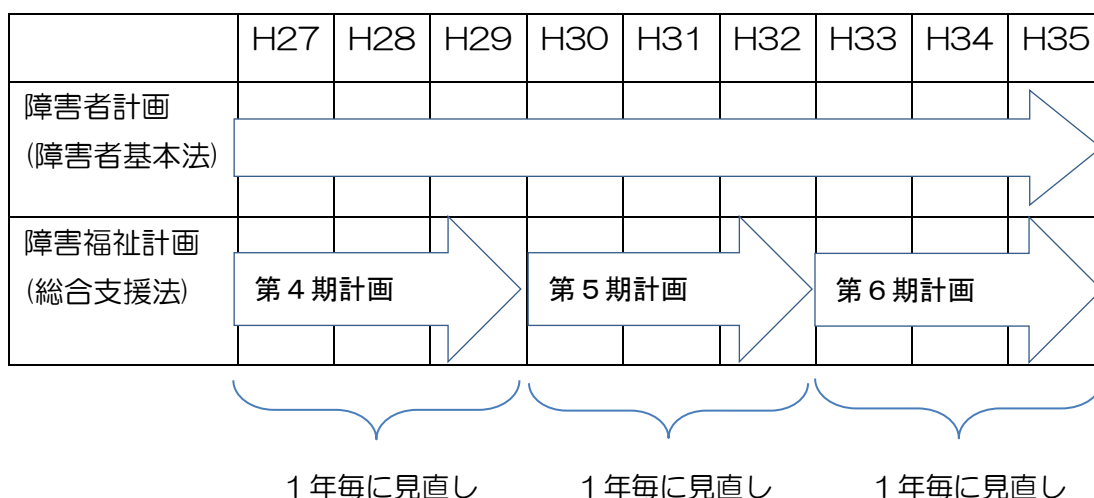 H27 H28 H29 H30 H31 H32 H33 H34 H35
障害者計画
(障害者基本法)
障害福祉計画
(総合支援法)
第４期計画 第５期計画 第６期計画
１年毎に見直し １年毎に見直し １年毎に見直し